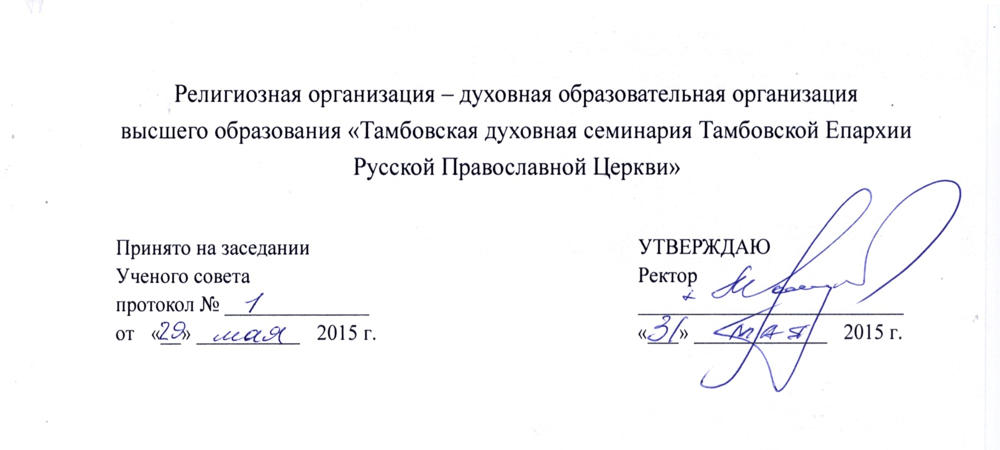 Религиозная организация – духовная образовательная организация
высшего образования «Тамбовская духовная семинария Тамбовской Епархии
Русской Православной Церкви»
Принято на заседании
Ученого совета
протокол № 1
от «29» мая 2015 г.
УТВЕРЖДАЮ
Ректор
«31» мая 2015 г.